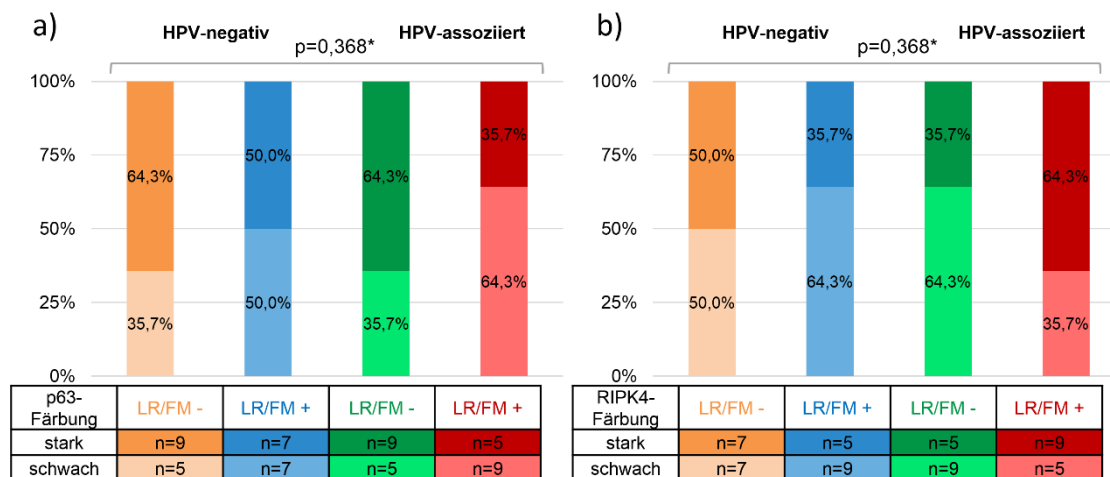 a)
HPV-negativ HPV-assoziiert
p=0,368*
100%
75%
50%
25%
0%
64,3% 50,0% 64,3% 35,7%
35,7% 50,0% 35,7% 64,3%
p63-
Färbung LR/FM - LR/FM + LR/FM - LR/FM +
stark n=9 n=7 n=9 n=5
schwach n=5 n=7 n=5 n=9
b)
HPV-negativ HPV-assoziiert
p=0,368*
100%
75%
50%
25%
0%
50,0% 35,7% 35,7% 64,3%
50,0% 64,3% 64,3% 35,7%
RIPK4-
Färbung LR/FM - LR/FM + LR/FM - LR/FM +
stark n=7 n=5 n=5 n=9
schwach n=7 n=9 n=9 n=5